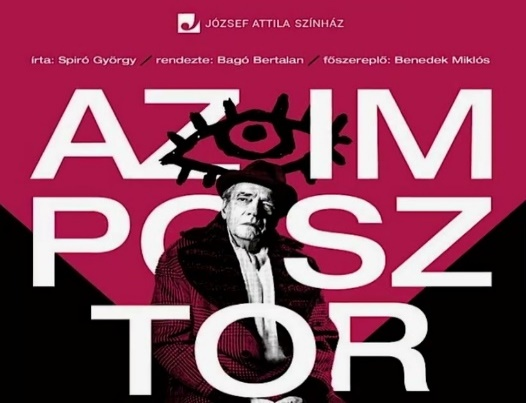 JÓZSEF ATTILA SZÍNHÁZ
írta: Spiró György / rendezte: Bagó Bertalan / főszereplő: Benedek Miklós
AZ IM
POSZ
TOR